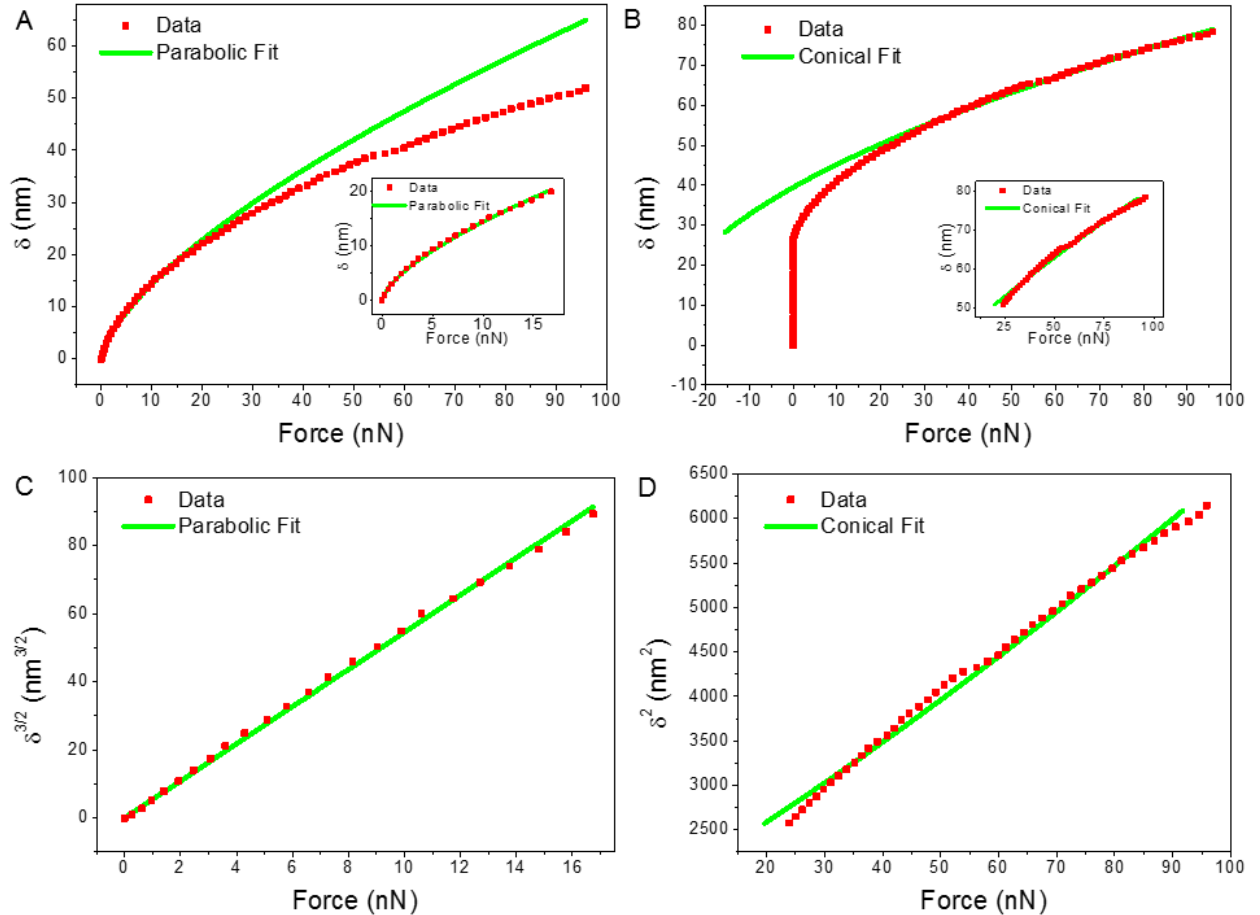 A
Data
Parabolic Fit
60
50
40
30
20
10
0
δ (nm)
0 10 20 30 40 50 60 70 80 90 100
Force (nN)
Data
Parabolic Fit
20
10
0
δ (nm)
0 5 10 15
Force (nN)
B
Data
Conical Fit
80
70
60
50
40
30
20
10
0
-10
δ (nm)
-20 -10 0 10 20 30 40 50 60 70 80 90 100
Force (nN)
Data
Conical Fit
80
70
60
50
δ (nm)
25 50 75 100
Force (nN)
C
Data
Parabolic Fit
100
80
60
40
20
0
δ3/2 (nm3/2)
0 2 4 6 8 10 12 14 16
Force (nN)
D
Data
Conical Fit
6500
6000
5500
5000
4500
4000
3500
3000
2500
δ2 (nm2)
20 30 40 50 60 70 80 90 100
Force (nN)